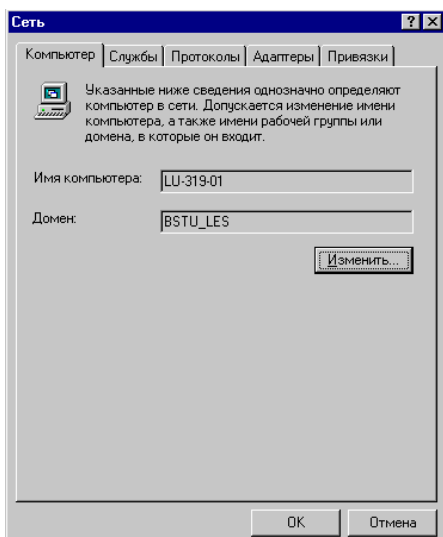 Сеть
Компьютер Службы Протоколы Адаптеры Привязки
Указанные ниже сведения однозначно определяют
компьютер в сети. Допускается изменение имени
компьютера, а также имени рабочей группы или
домена, в которые он входит.
Имя компьютера: LU-319-01
Домен: BSTU_LES
Изменить...
OK Отмена